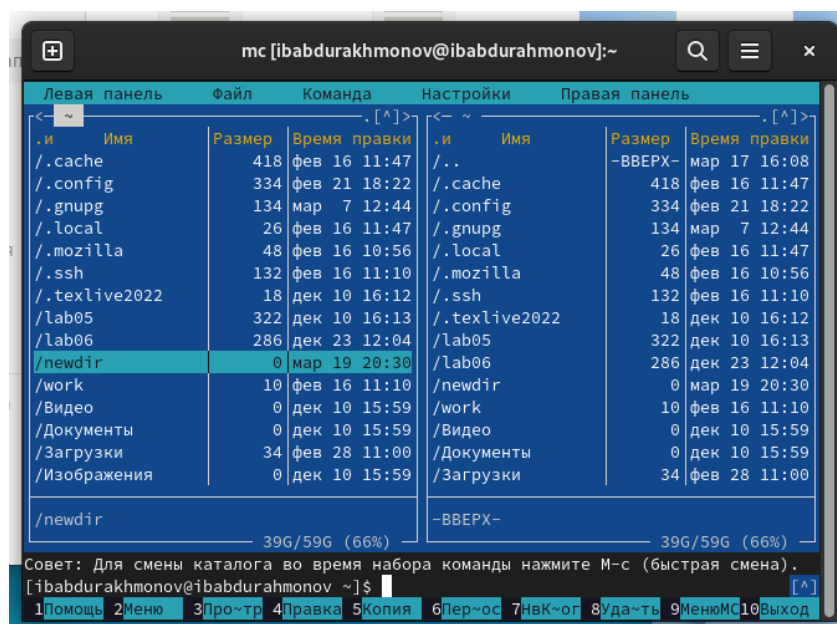 mc [ibabdurakhmonov@ibabdurahmonov]:~
Левая панель Файл Команда Настройки Правая панель
<— ~ .[^]> <— ~ .[^]>
.и Имя Размер Время правки .и Имя Размер Время правки
/.cache 418 фев 16 11:47 /.. -ВВЕРХ- мар 17 16:08
/.config 334 фев 21 18:22 /.cache 418 фев 16 11:47
/.gnupg 134 мар 7 12:44 /.config 334 фев 21 18:22
/.local 26 фев 16 11:47 /.gnupg 134 мар 7 12:44
/.mozilla 48 фев 16 10:56 /.local 26 фев 16 11:47
/.ssh 132 фев 16 11:10 /.mozilla 48 фев 16 10:56
/.texlive2022 18 дек 10 16:12 /.ssh 132 фев 16 11:10
/lab05 322 дек 10 16:13 /.texlive2022 18 дек 10 16:12
/lab06 286 дек 23 12:04 /lab05 322 дек 10 16:13
/newdir 0 мар 19 20:30 /lab06 286 дек 23 12:04
/work 10 фев 16 11:10 /newdir 0 мар 19 20:30
/Видео 0 дек 10 15:59 /work 10 фев 16 11:10
/Документы 0 дек 10 15:59 /Видео 0 дек 10 15:59
/Загрузки 34 фев 28 11:00 /Документы 0 дек 10 15:59
/Изображения 0 дек 10 15:59 /Загрузки 34 фев 28 11:00
/newdir -ВВЕРХ-
39G/59G (66%) 39G/59G (66%)
Совет: Для смены каталога во время набора команды нажмите M-c (быстрая смена).
[ibabdurakhmonov@ibabdurahmonov ~]$ [^]
1Помощь 2Меню 3Про~тр 4Правка 5Копия 6Пер~ос 7НвК~ог 8Уда~ть 9МенюMC 10Выход